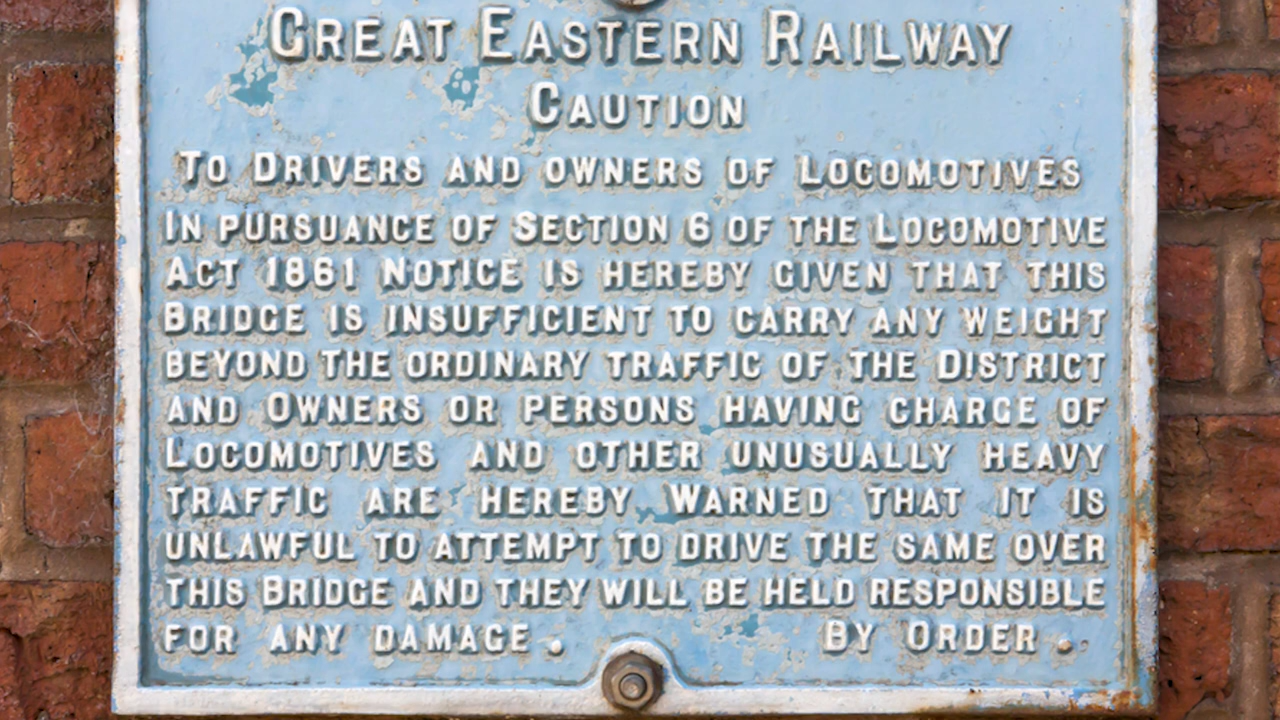 GREAT EASTERN RAILWAY
CAUTION
TO DRIVERS AND OWNERS OF LOCOMOTIVES
IN PURSUANCE OF SECTION 6 OF THE LOCOMOTIVE
ACT 1861 NOTICE IS HEREBY GIVEN THAT THIS
BRIDGE IS INSUFFICIENT TO CARRY ANY WEIGHT
BEYOND THE ORDINARY TRAFFIC OF THE DISTRICT
AND OWNERS OR PERSONS HAVING CHARGE OF
LOCOMOTIVES AND OTHER UNUSUALLY HEAVY
TRAFFIC ARE HEREBY WARNED THAT IT IS
UNLAWFUL TO ATTEMPT TO DRIVE THE SAME OVER
THIS BRIDGE AND THEY WILL BE HELD RESPONSIBLE
FOR ANY DAMAGE. BY ORDER.